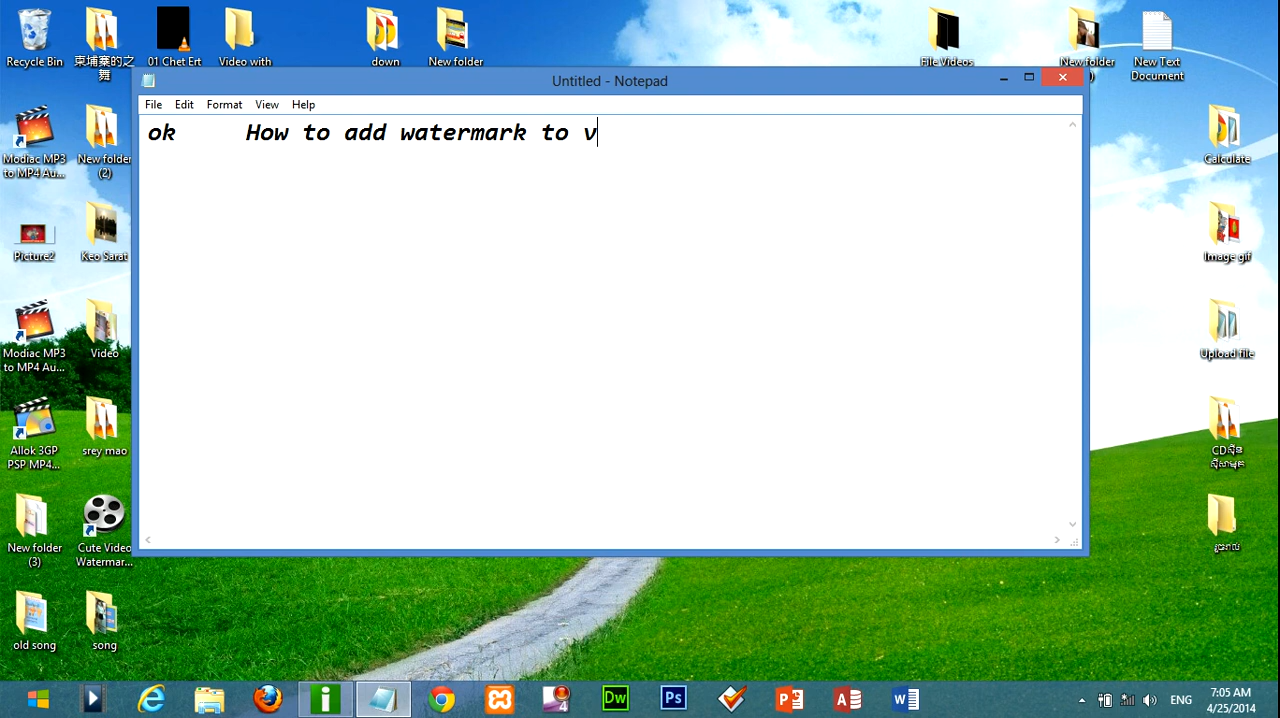 Recycle Bin
柬埔寨的之舞
01 Chet Ert
Video with
down
New folder
File Videos
New folder
New Text Document
Untitled - Notepad
File Edit Format View Help
ok     How to add watermark to v
Modiac MP3 to MP4 Au...
New folder (2)
Calculate
Picture2
Keo Sarat
Image gif
Modiac MP3 to MP4 Au...
Video
Upload file
Allok 3GP PSP MP4...
srey mao
New folder (3)
Cute Video Watermar...
old song
song
ENG
7:05 AM
4/25/2014